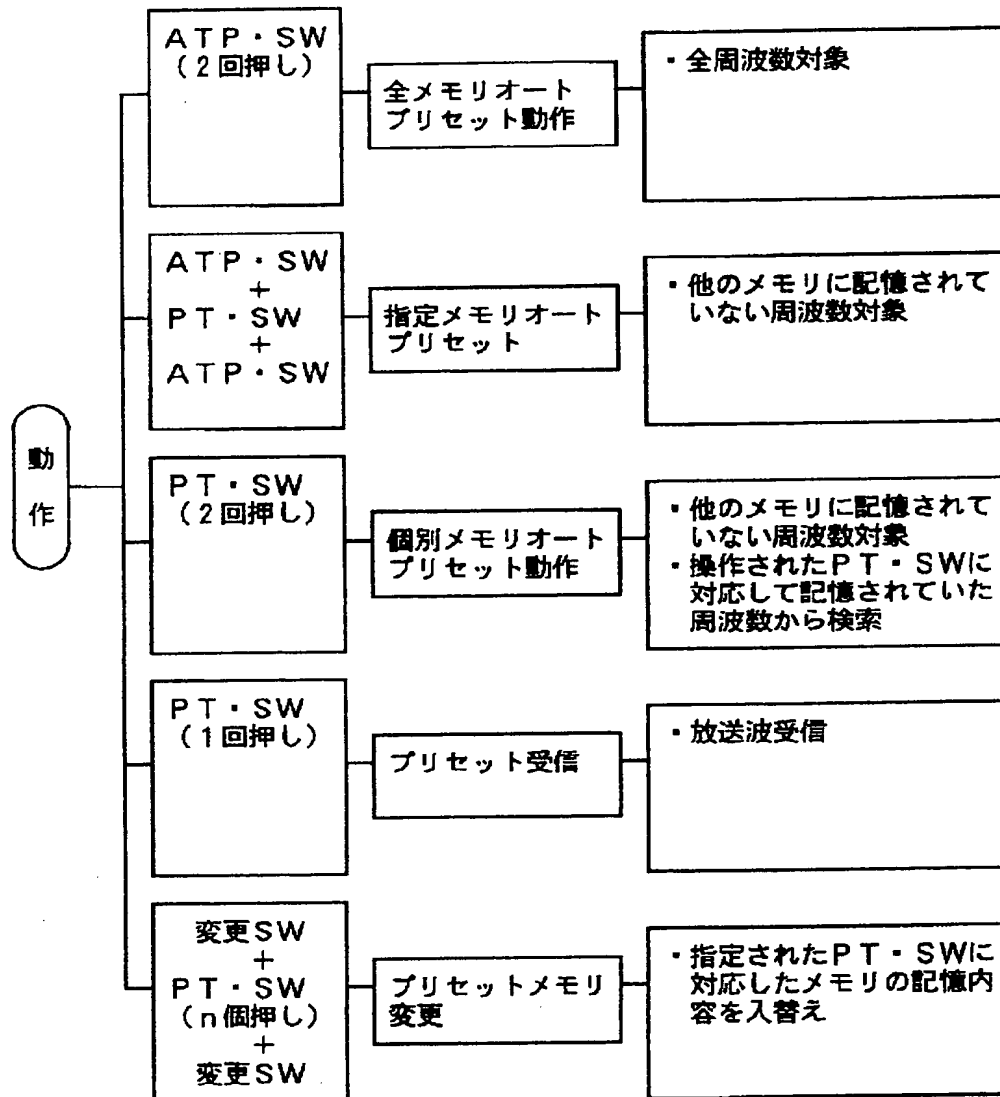 動
作
ATP・SW
(2回押し)
全メモリオート
プリセット動作
・全周波数対象
ATP・SW
+
PT・SW
+
ATP・SW
指定メモリオート
プリセット
・他のメモリに記憶されて
いない周波数対象
PT・SW
(2回押し)
個別メモリオート
プリセット動作
・他のメモリに記憶されて
いない周波数対象
・操作されたPT・SWに
対応して記憶されていた
周波数から検索
PT・SW
(1回押し)
プリセット受信
・放送波受信
変更SW
+
PT・SW
(n個押し)
+
変更SW
プリセットメモリ
変更
・指定されたPT・SWに
対応したメモリの記憶内
容を入替え